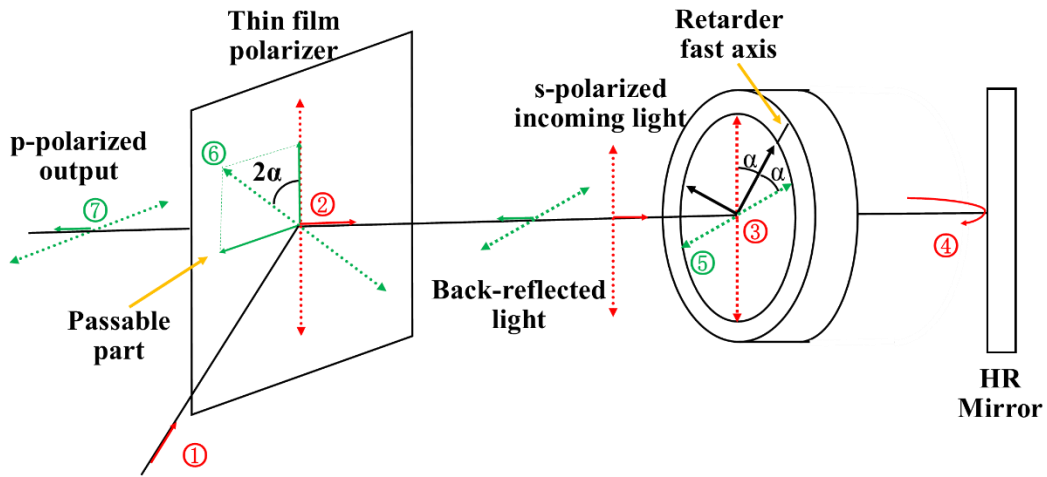 Thin film
polarizer
Retarder
fast axis
s-polarized
incoming light
p-polarized
output
⑥
2α
②
⑦
α
α
③
④
⑤
Back-reflected
light
Passable
part
HR
Mirror
①